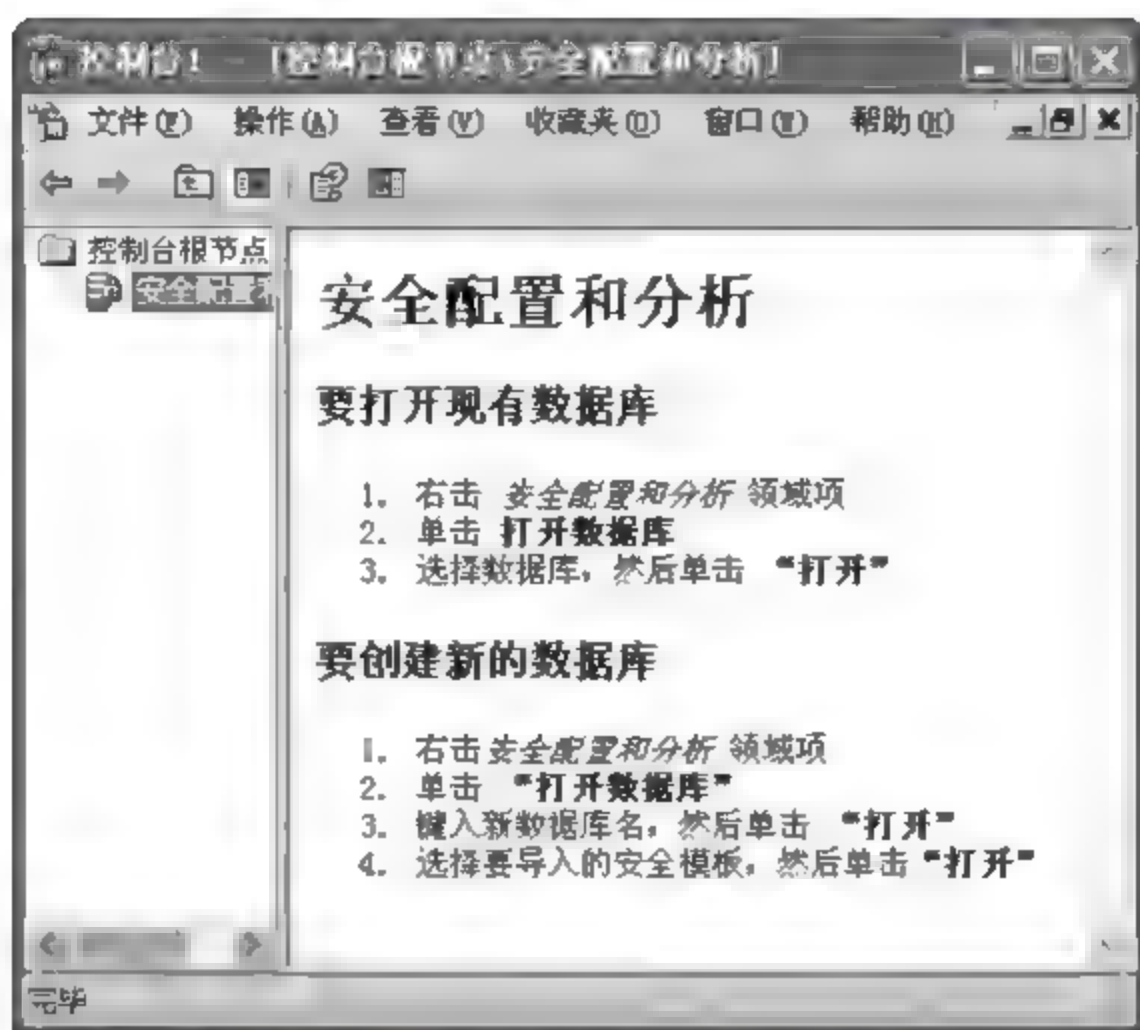 控制台1 - [控制台根节点\安全配置和分析]
文件(F) 操作(A) 查看(V) 收藏夹(O) 窗口(W) 帮助(H)
控制台根节点
安全配置和
安全配置和分析
要打开现有数据库
1. 右击 安全配置和分析 领域项
2. 单击 打开数据库
3. 选择数据库,然后单击 “打开”
要创建新的数据库
1. 右击安全配置和分析 领域项
2. 单击 “打开数据库”
3. 键入新数据库名,然后单击 “打开”
4. 选择要导入的安全模板,然后单击“打开”
完毕